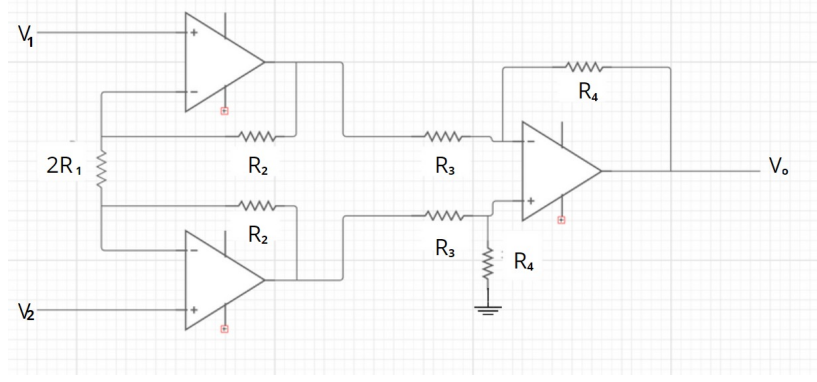 V₁
R₄
2R₁
R₂
R₃
Vₒ
R₂
R₃
R₄
V₂